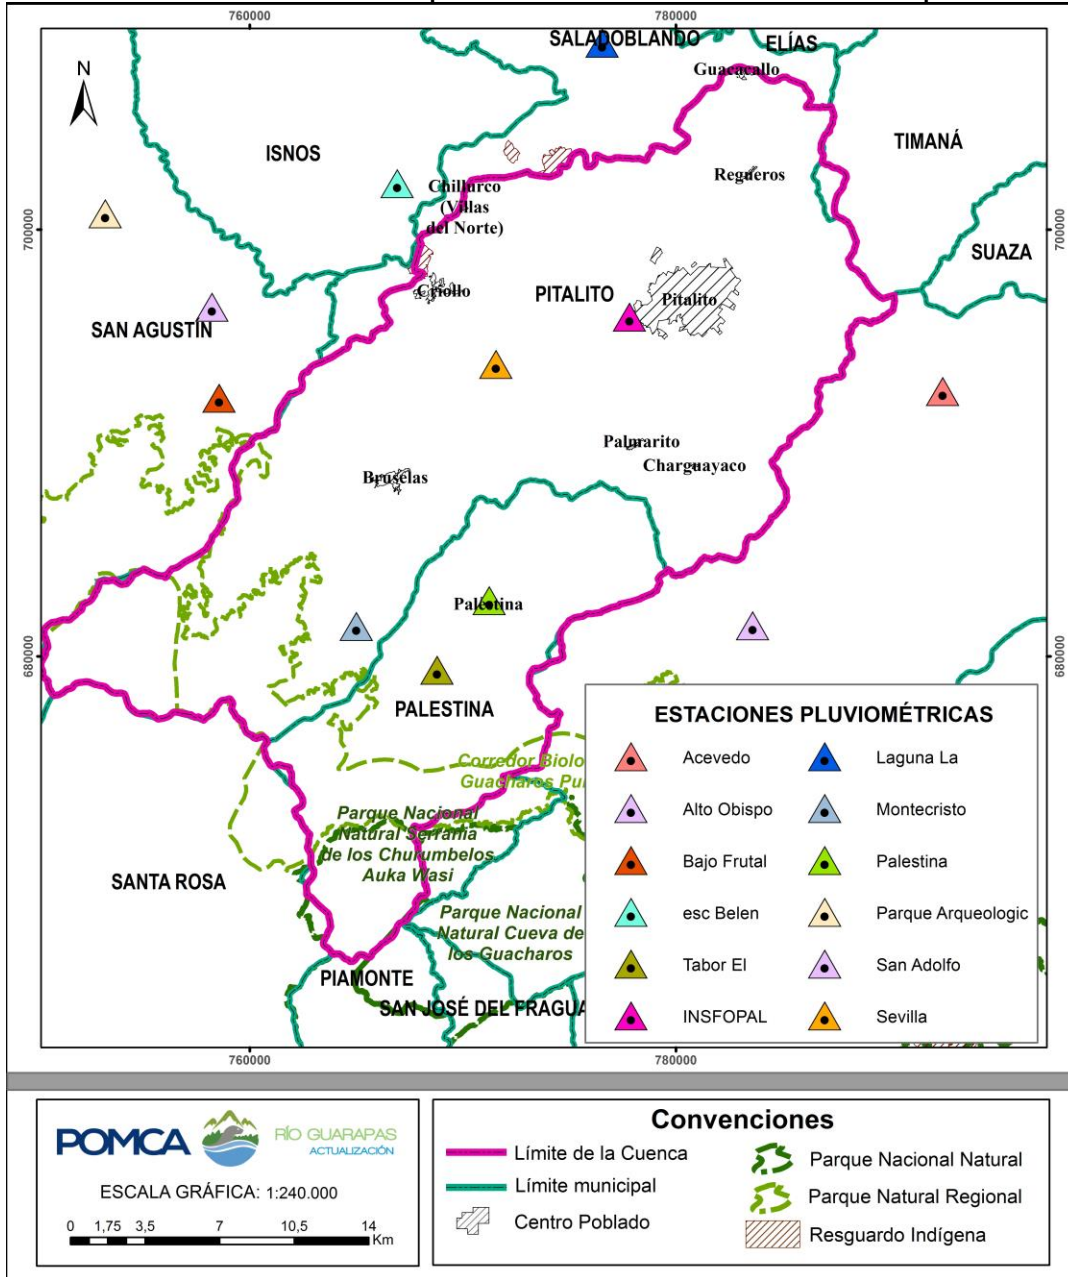 760000
780000
SALADOBLANDO
ELÍAS
Guacacallo
N
ISNOS
TIMANÁ
Regueros
Chillurco
(Villas
del Norte)
700000
700000
SUAZA
Criollo
PITALITO
Pitalito
SAN AGUSTÍN
Palmarito
Charguayaco
Bruselas
Palestina
680000
680000
PALESTINA
Corredor Biolo
Guacharos Pu
Parque Nacional
Natural Serrania
de los Churumbelos
Auka Wasi
SANTA ROSA
Parque Nacional
Natural Cueva de
los Guacharos
PIAMONTE
SAN JOSÉ DEL FRAGUA
ESTACIONES PLUVIOMÉTRICAS
Acevedo
Laguna La
Alto Obispo
Montecristo
Bajo Frutal
Palestina
esc Belen
Parque Arqueologic
Tabor El
San Adolfo
INSFOPAL
Sevilla
760000
780000
POMCA
RÍO GUARAPAS
ACTUALIZACIÓN
ESCALA GRÁFICA: 1:240.000
0 1,75 3,5 7 10,5 14
Km
Convenciones
Límite de la Cuenca
Límite municipal
Centro Poblado
Parque Nacional Natural
Parque Natural Regional
Resguardo Indígena